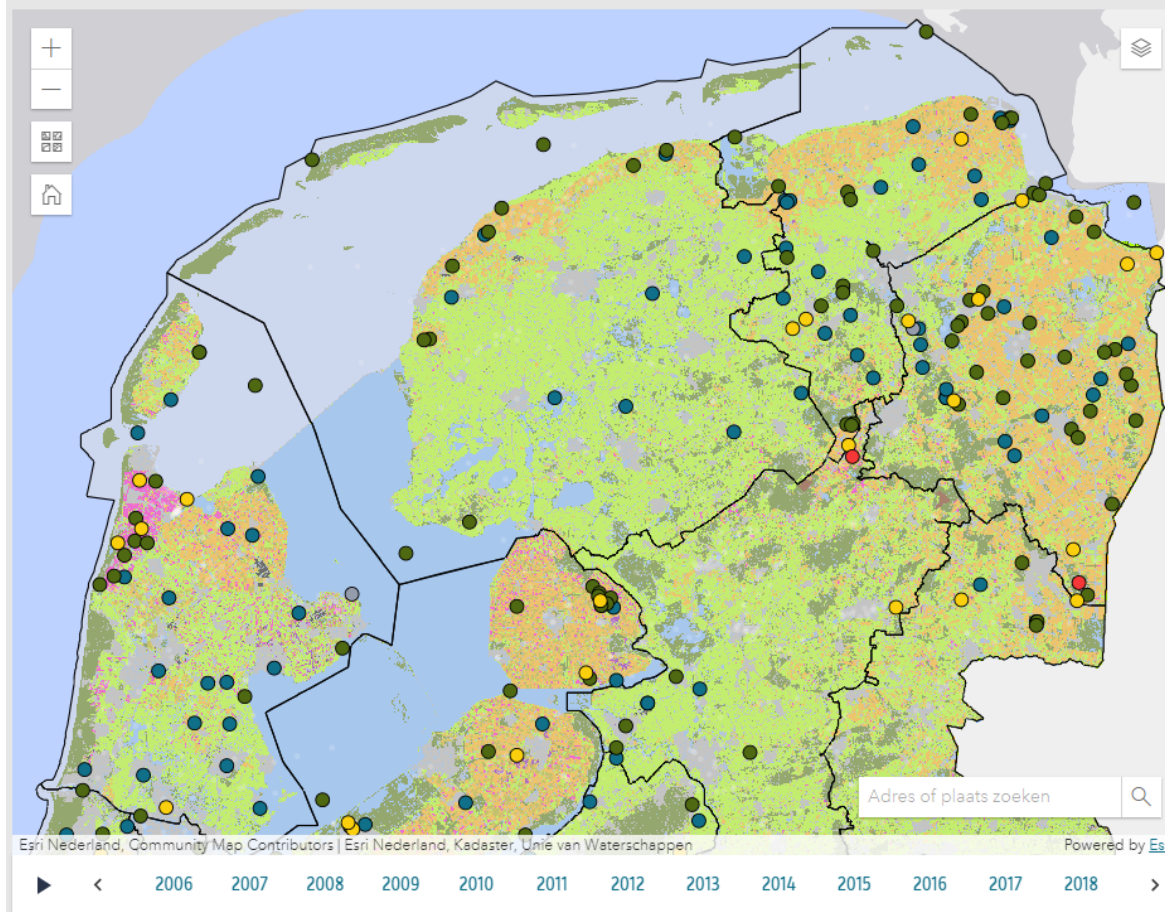 Adres of plaats zoeken
Esri Nederland, Community Map Contributors | Esri Nederland, Kadaster, Unie van Waterschappen
Powered by Es
2006 2007 2008 2009 2010 2011 2012 2013 2014 2015 2016 2017 2018